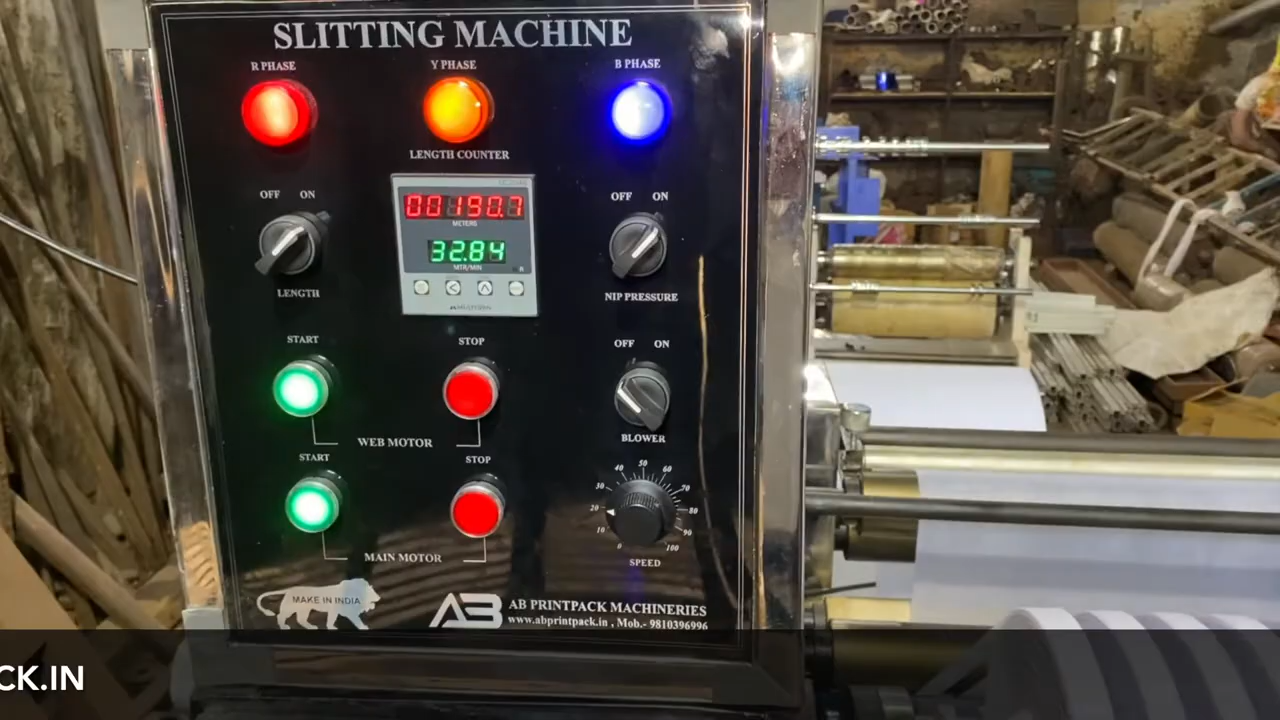 SLITTING MACHINE
R PHASE
Y PHASE
B PHASE
LENGTH COUNTER
OFF ON
OFF ON
00190.7
METERS
32.84
MTR/MIN
LENGTH
NIP PRESSURE
START
STOP
OFF ON
WEB MOTOR
BLOWER
START
STOP
0 10 20 30 40 50 60 70 80 90 100
MAIN MOTOR
SPEED
MAKE IN INDIA
AB
AB PRINTPACK MACHINERIES
www.abprintpack.in , Mob.- 9810396996
CK.IN